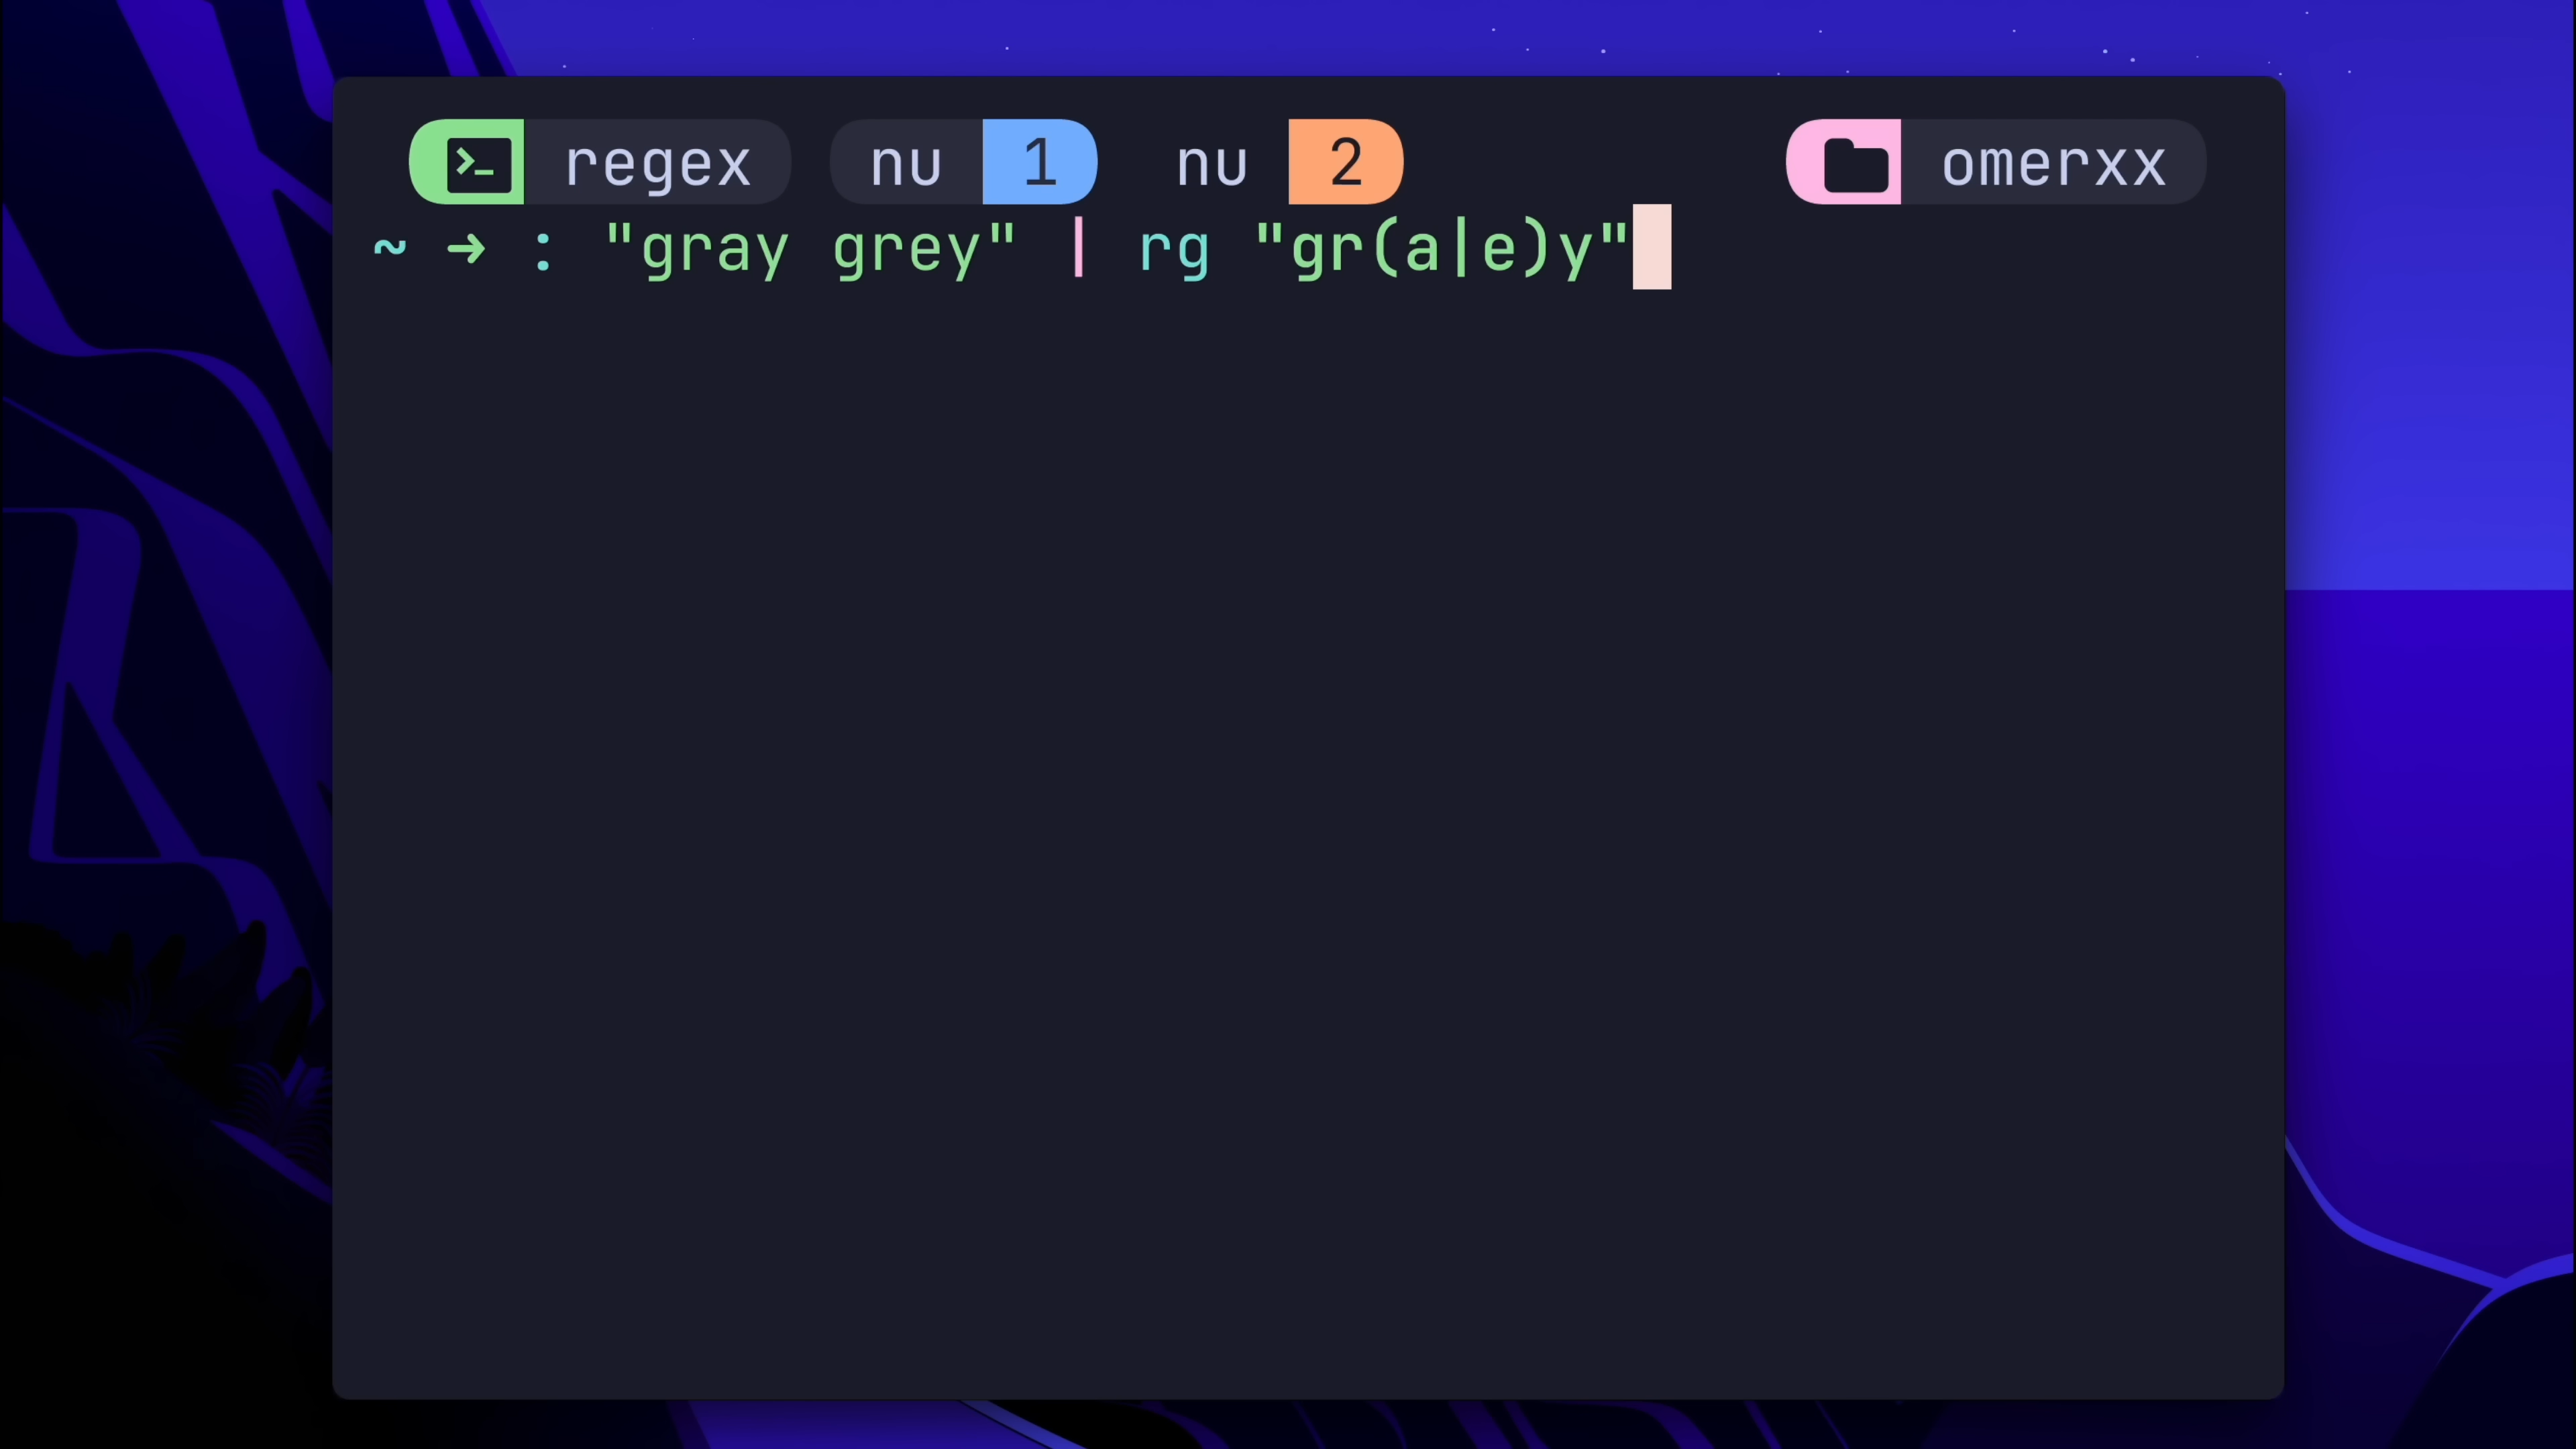 regex nu 1 nu 2 omerxx
~ → : "gray grey" | rg "gr(a|e)y"